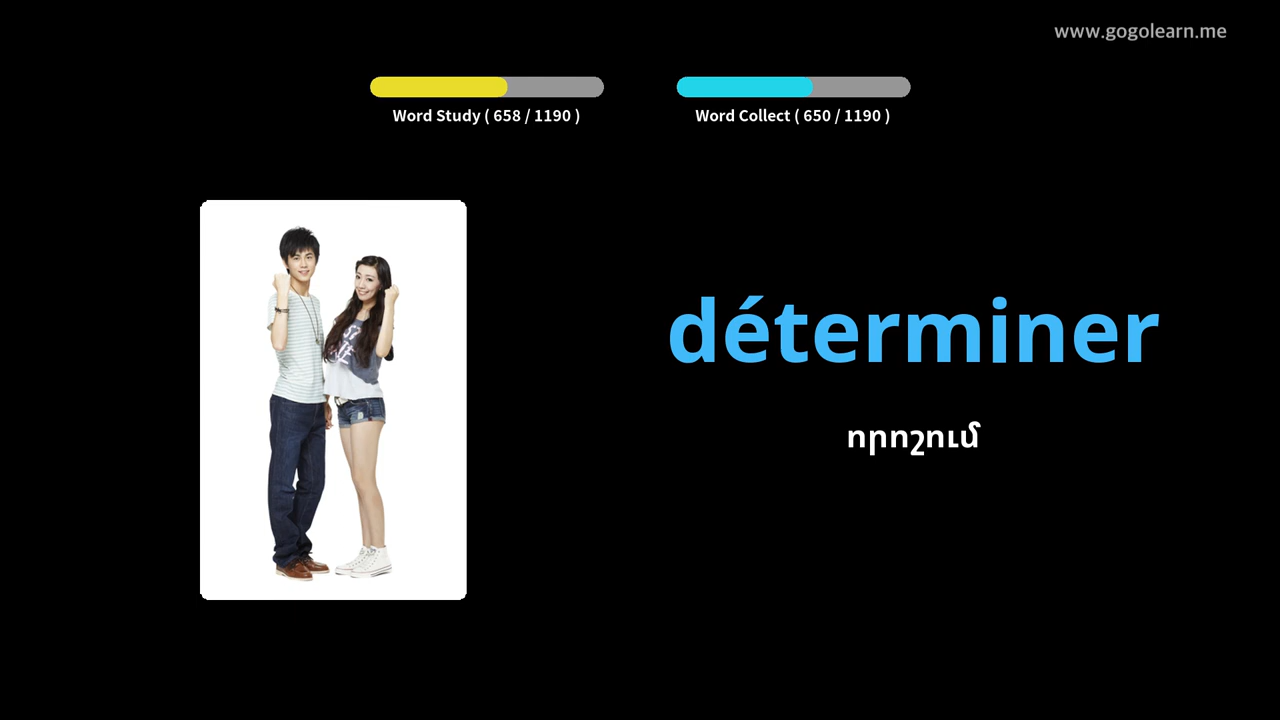 www.gogolearn.me
Word Study ( 658 / 1190 )
Word Collect ( 650 / 1190 )
déterminer
որոշում